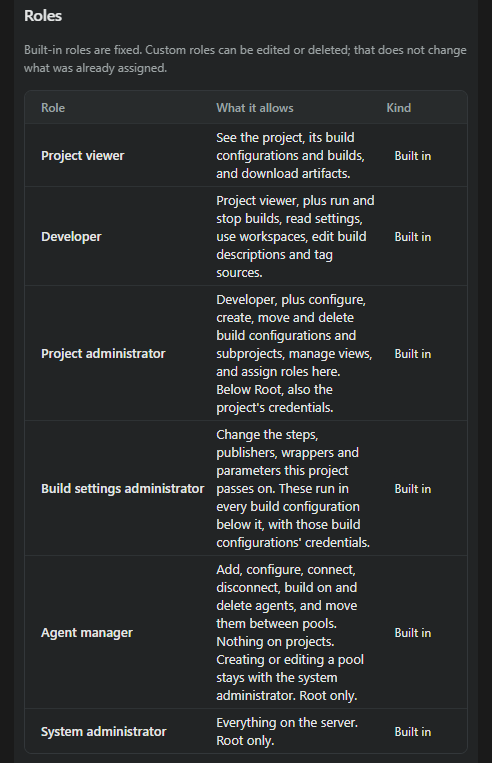 Roles
Built-in roles are fixed. Custom roles can be edited or deleted; that does not change
what was already assigned.
Role What it allows Kind
Project viewer
See the project, its build
configurations and builds,
and download artifacts.
Built in
Developer
Project viewer, plus run and
stop builds, read settings,
use workspaces, edit build
descriptions and tag
sources.
Built in
Project administrator
Developer, plus configure,
create, move and delete
build configurations and
subprojects, manage views,
and assign roles here.
Below Root, also the
project's credentials.
Built in
Build settings administrator
Change the steps,
publishers, wrappers and
parameters this project
passes on. These run in
every build configuration
below it, with those build
configurations' credentials.
Built in
Agent manager
Add, configure, connect,
disconnect, build on and
delete agents, and move
them between pools.
Nothing on projects.
Creating or editing a pool
stays with the system
administrator. Root only.
Built in
System administrator
Everything on the server.
Root only.
Built in